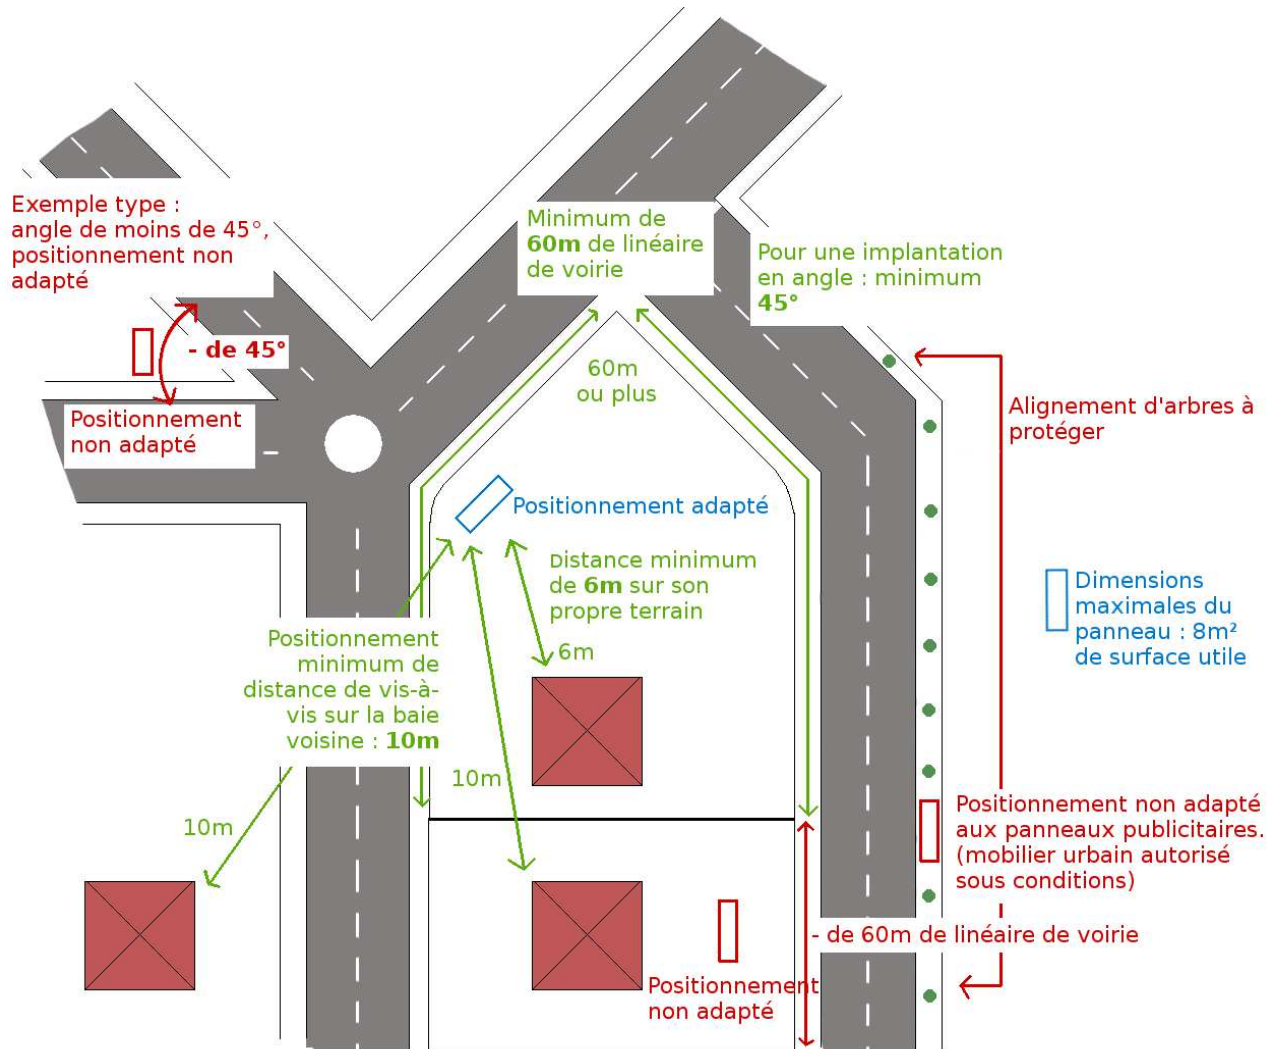 Exemple type :
angle de moins de 45°,
positionnement non
adapté
- de 45°
Positionnement
non adapté
Minimum de
60m de linéaire
de voirie
Pour une implantation
en angle : minimum
45°
60m
ou plus
Alignement d'arbres à
protéger
Positionnement adapté
Distance minimum
de 6m sur son
propre terrain
6m
Dimensions
maximales du
panneau : 8m²
de surface utile
Positionnement
minimum de
distance de vis-à-
vis sur la baie
voisine : 10m
10m
10m
Positionnement non adapté
aux panneaux publicitaires.
(mobilier urbain autorisé
sous conditions)
- de 60m de linéaire de voirie
Positionnement
non adapté